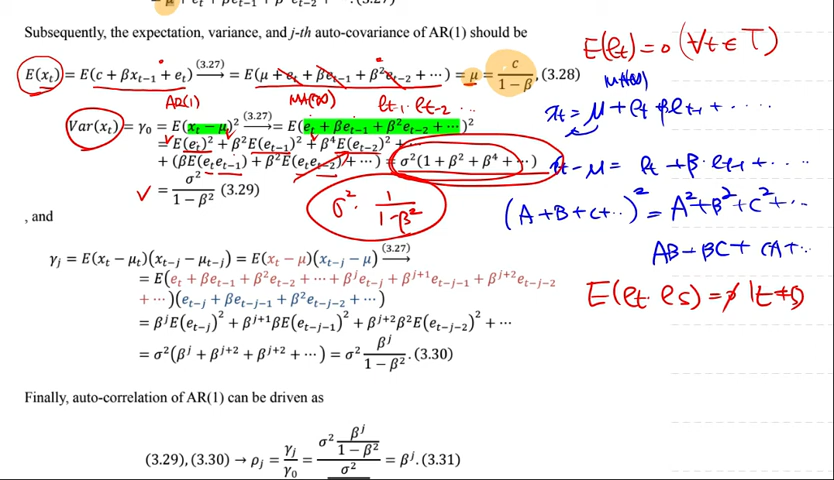 Subsequently, the expectation, variance, and j-th auto-covariance of AR(1) should be
E(x_t) = E(c + βx_{t−1} + e_t) (3.27)→ = E(μ + e_t + βe_{t−1} + β²e_{t−2} + ⋯) = μ = c/(1−β), (3.28)
AR(1) MA(∞) e_{t-1} e_{t-2} ⋯
Var(x_t) = γ_0 = E(x_t − μ)² (3.27)→ = E(e_t + βe_{t−1} + β²e_{t−2} + ⋯)²
= E(e_t)² + β²E(e_{t−1})² + β⁴E(e_{t−2})² + ⋯
+ (βE(e_t e_{t−1}) + β²E(e_t e_{t−2}) + ⋯) = σ²(1 + β² + β⁴ + ⋯)
= σ²/(1−β²) (3.29)
σ² · 1/(1−β²)
, and
γ_j = E(x_t − μ_t)(x_{t−j} − μ_{t−j}) = E(x_t − μ)(x_{t−j} − μ) (3.27)→
= E(e_t + βe_{t−1} + β²e_{t−2} + ⋯ + β^j e_{t−j} + β^{j+1}e_{t−j−1} + β^{j+2}e_{t−j−2}
+ ⋯)(e_{t−j} + βe_{t−j−1} + β²e_{t−j−2} + ⋯)
= β^j E(e_{t−j})² + β^{j+1}βE(e_{t−j−1})² + β^{j+2}β²E(e_{t−j−2})² + ⋯
= σ²(β^j + β^{j+2} + β^{j+2} + ⋯) = σ² β^j/(1−β²). (3.30)
Finally, auto-correlation of AR(1) can be driven as
(3.29), (3.30) → ρ_j = γ_j/γ_0 = (σ² β^j/(1−β²))/σ² = β^j. (3.31)
E(e_t) = 0 (∀t ∈ T)
MA(∞)
x_t = μ + e_t + βe_{t-1} + ⋯
x_t − μ = e_t + β·e_{t-1} + ⋯
(A+B+C+⋯)² = A²+B²+C²+⋯
AB + BC + CA + ⋯